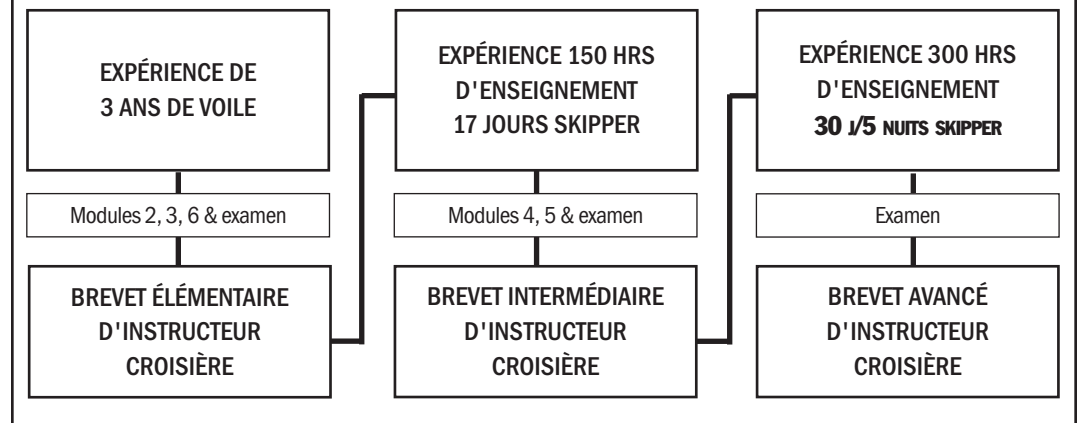 EXPÉRIENCE DE
3 ANS DE VOILE
Modules 2, 3, 6 & examen
BREVET ÉLÉMENTAIRE
D'INSTRUCTEUR
CROISIÈRE
EXPÉRIENCE 150 HRS
D'ENSEIGNEMENT
17 JOURS SKIPPER
Modules 4, 5 & examen
BREVET INTERMÉDIAIRE
D'INSTRUCTEUR
CROISIÈRE
EXPÉRIENCE 300 HRS
D'ENSEIGNEMENT
30 J/5 NUITS SKIPPER
Examen
BREVET AVANCÉ
D'INSTRUCTEUR
CROISIÈRE